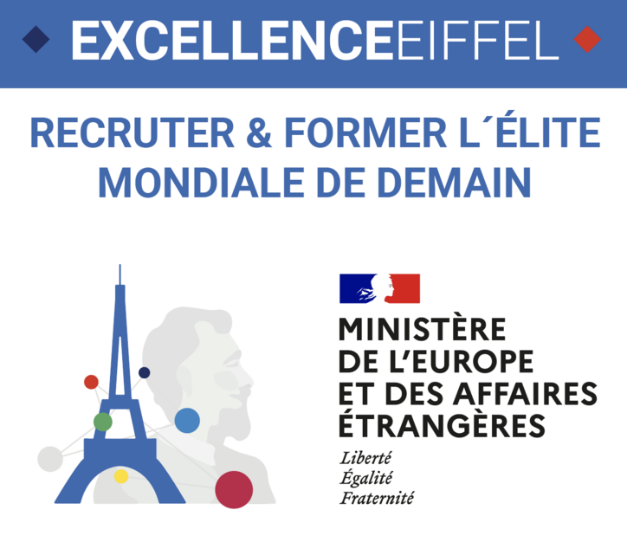 EXCELLENCEEIFFEL
RECRUTER & FORMER L´ÉLITE
MONDIALE DE DEMAIN
MINISTÈRE
DE L'EUROPE
ET DES AFFAIRES
ÉTRANGÈRES
Liberté
Égalité
Fraternité